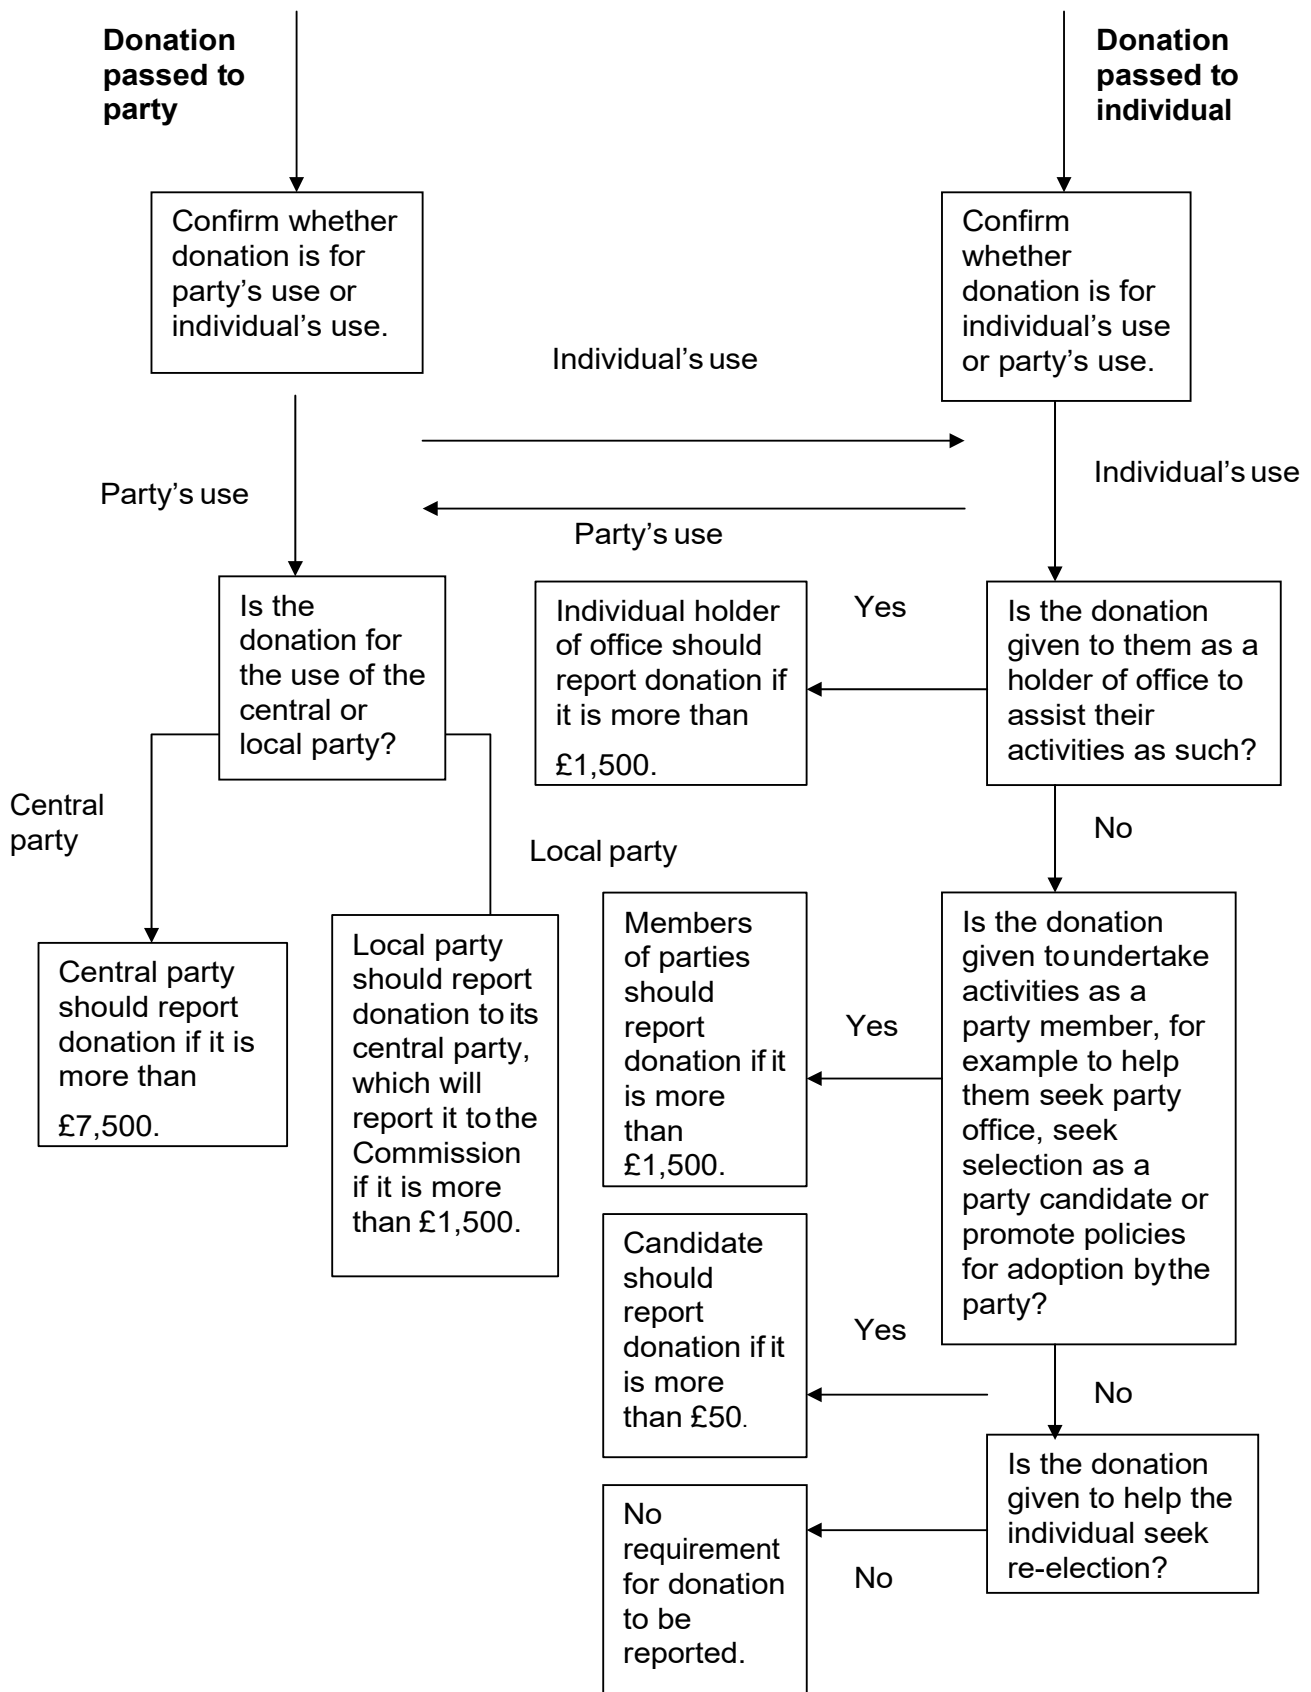 Donation
passed to
party
Donation
passed to
individual
Confirm whether
donation is for
party’s use or
individual’s use.
Confirm
whether
donation is for
individual’s use
or party’s use.
Individual’s use
Party’s use
Individual’s use
Party’s use
Is the
donation for
the use of the
central or
local party?
Individual holder
of office should
report donation if
it is more than
£1,500.
Yes
Is the donation
given to them as a
holder of office to
assist their
activities as such?
Central
party
Local party
No
Central party
should report
donation if it is
more than
£7,500.
Local party
should report
donation to its
central party,
which will
report it to the
Commission
if it is more
than £1,500.
Members
of parties
should
report
donation if it
is more
than
£1,500.
Yes
Is the donation
given to undertake
activities as a
party member, for
example to help
them seek party
office, seek
selection as a
party candidate or
promote policies
for adoption by the
party?
Candidate
should
report
donation if it
is more
than £50.
Yes
No
Is the donation
given to help the
individual seek
re-election?
No
requirement
for donation
to be
reported.
No